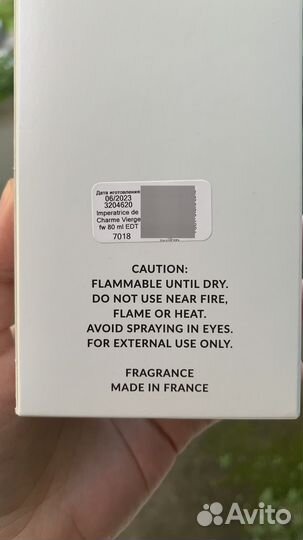 Дата изготовления
06/2023
3204620
Imperatrice de
Charme Vierge
fw 80 ml EDT
7018
CAUTION:
FLAMMABLE UNTIL DRY.
DO NOT USE NEAR FIRE,
FLAME OR HEAT.
AVOID SPRAYING IN EYES.
FOR EXTERNAL USE ONLY.
FRAGRANCE
MADE IN FRANCE
Avito